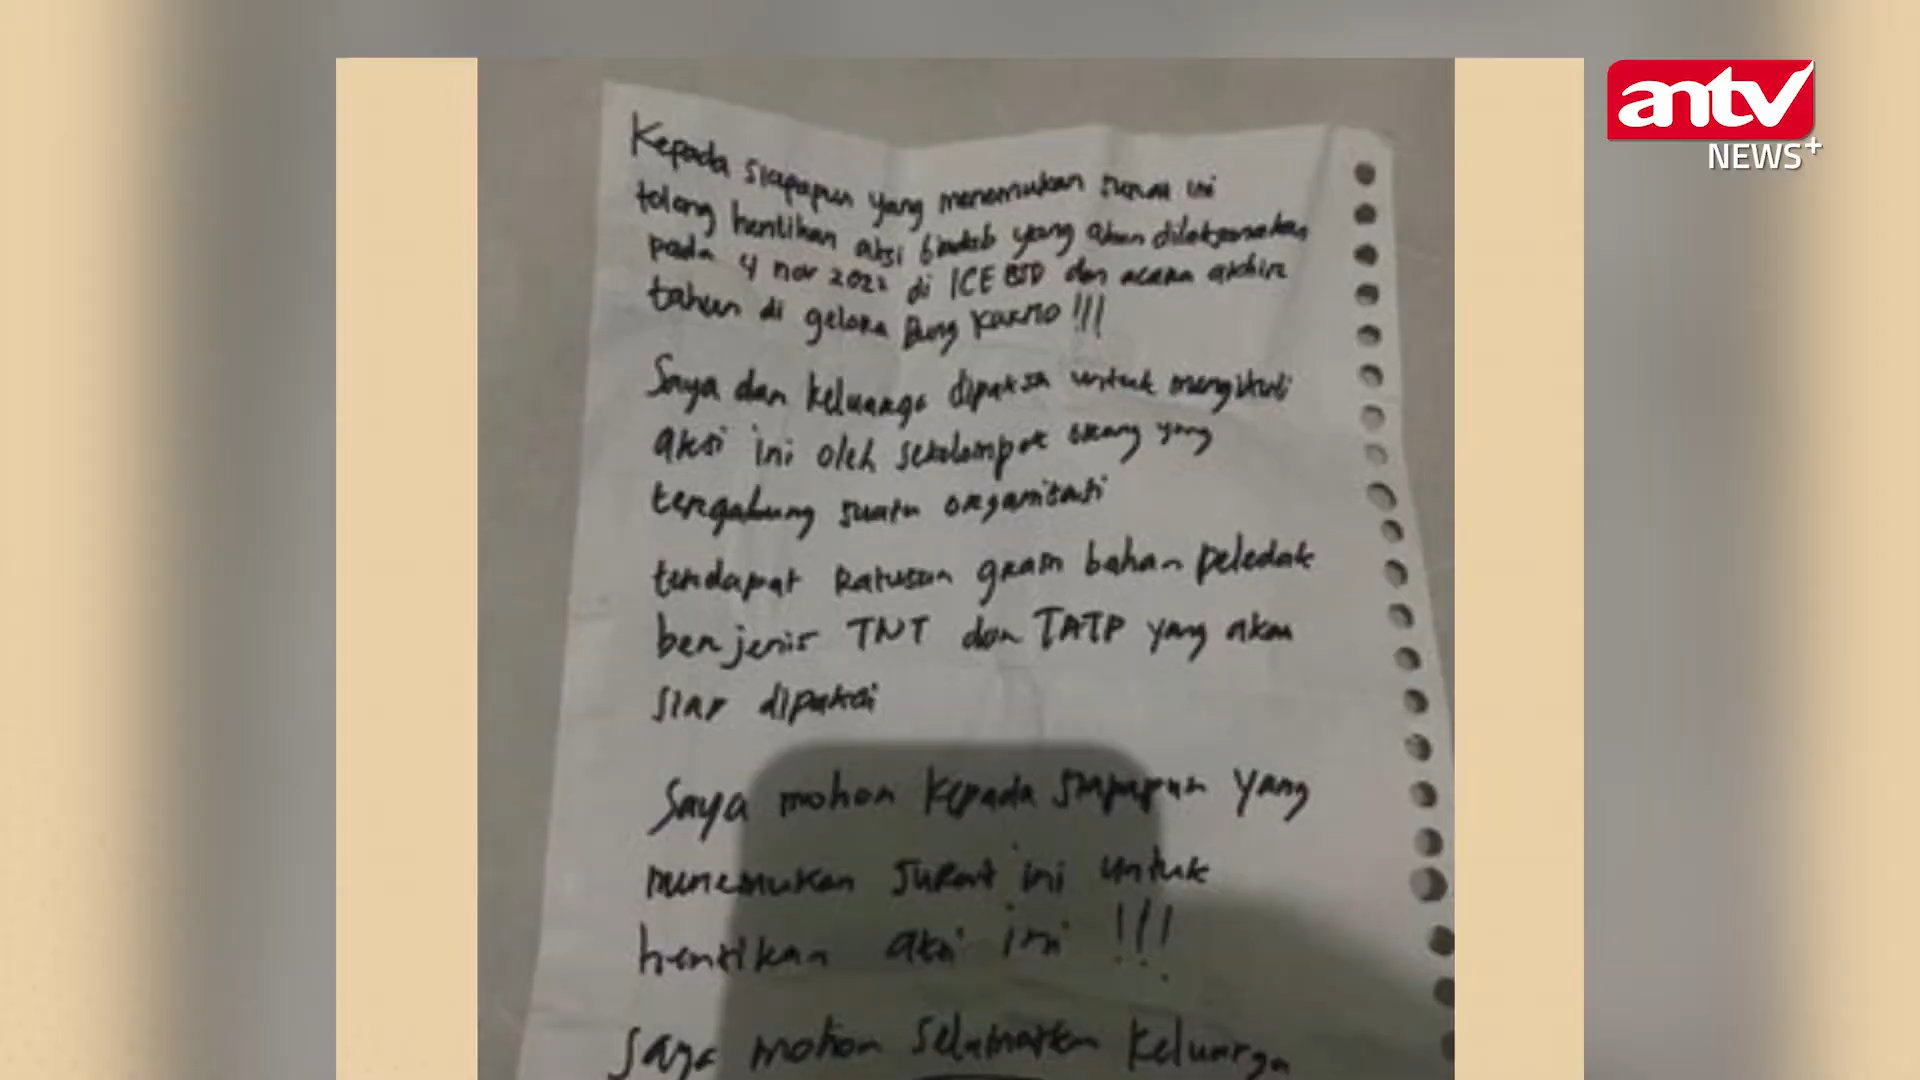 antv
NEWS+
Kepada siapapun yang menemukan surat ini
tolong hentikan aksi bomb yang akan dilaksanakan
pada 4 nov 2022 di ICE BSD dan acara akhir
tahun di gelora Bung Karno !!!
Saya dan keluarga dipaksa untuk mengikuti
aksi ini oleh sekelompok orang yang
tergabung suatu organisasi
terdapat Ratusan gram bahan peledak
berjenis TNT dan TATP yang akan
siap dipakai
Saya mohon kepada siapapun yang
menemukan surat ini untuk
hentikan aksi ini !!!
Saya mohon selamatkan keluarga